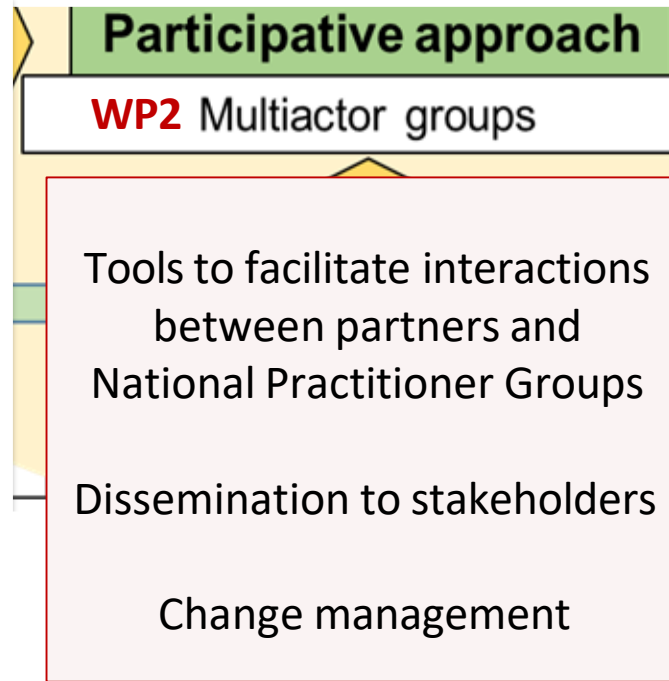 Participative approach
WP2 Multiactor groups
Tools to facilitate interactions
between partners and
National Practitioner Groups
Dissemination to stakeholders
Change management